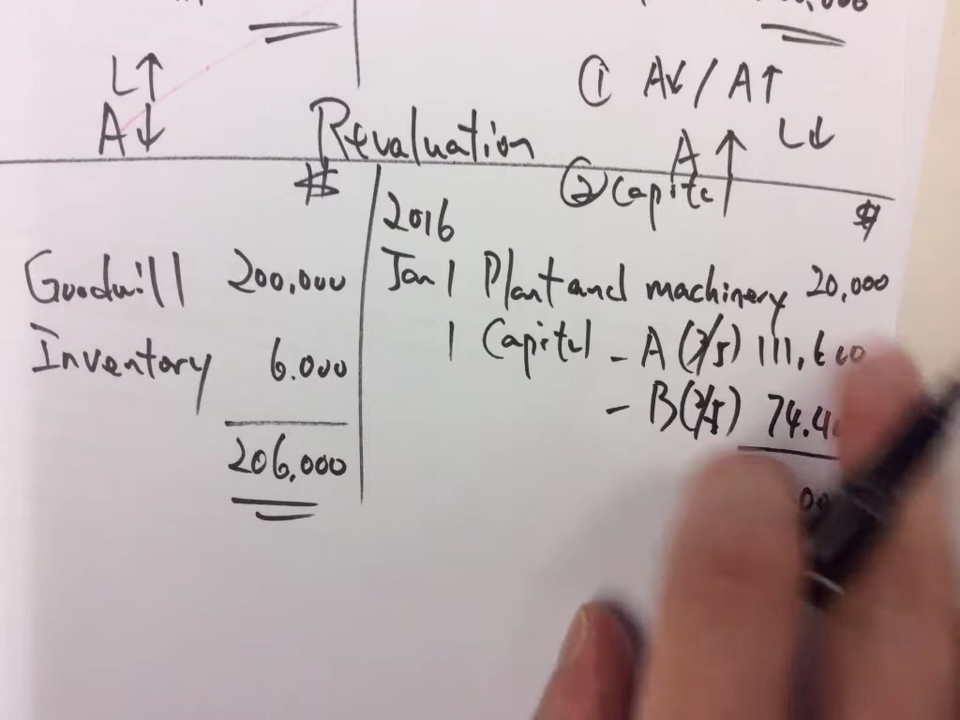 L↑
A↓
① A↓ / A↑
A↑ L↓
Revaluation
② Capital
$
$
2016
Goodwill 200,000
Jan 1 Plant and machinery 20,000
Inventory 6.000
1 Capital - A (3/5) 111,6
- B (2/5) 74.4
206,000